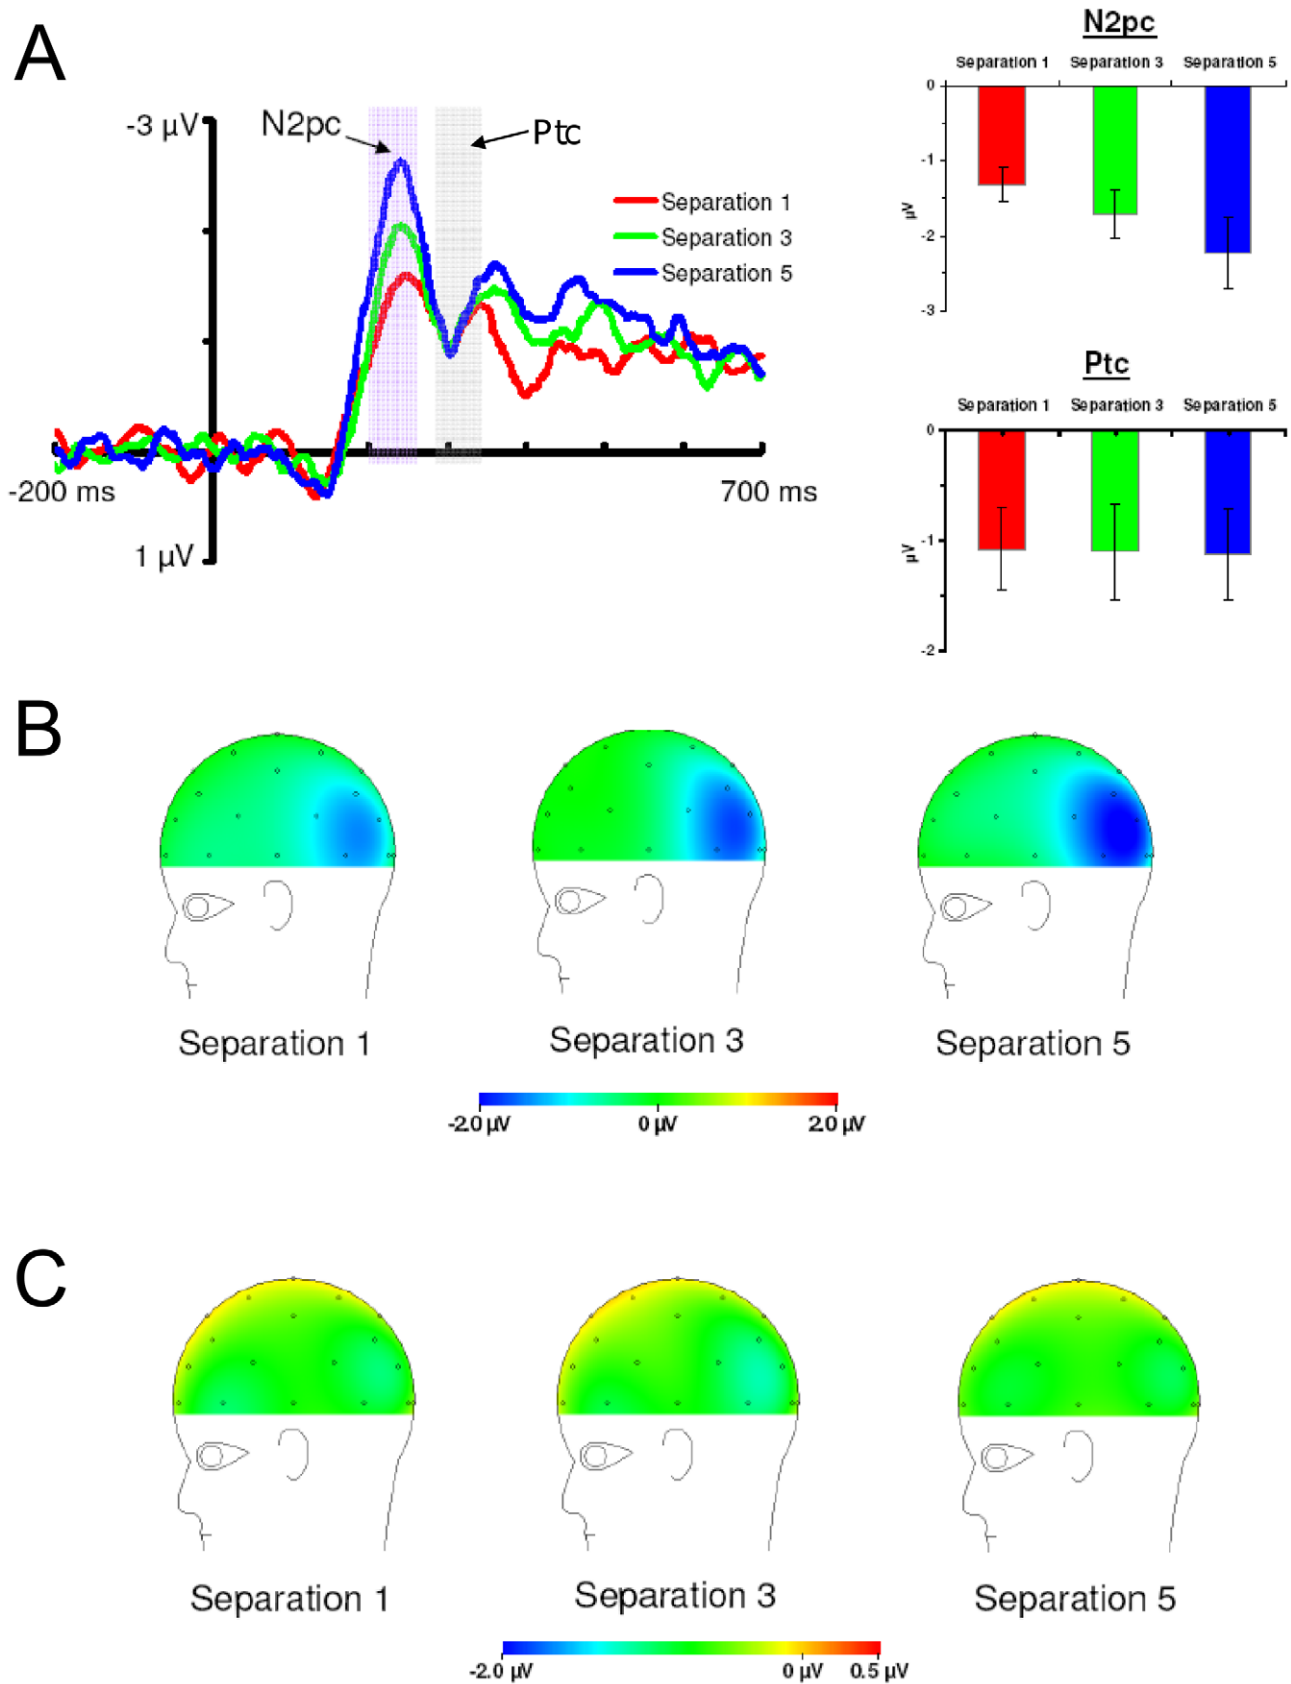 A
N2pc
Separation 1 Separation 3 Separation 5
0
-1
µV
-2
-3
-3 µV
N2pc
Ptc
Separation 1
Separation 3
Separation 5
-200 ms
700 ms
1 µV
Ptc
Separation 1 Separation 3 Separation 5
0
-1
µV
-2
B
Separation 1 Separation 3 Separation 5
-2.0 µV 0 µV 2.0 µV
C
Separation 1 Separation 3 Separation 5
-2.0 µV 0 µV 0.5 µV